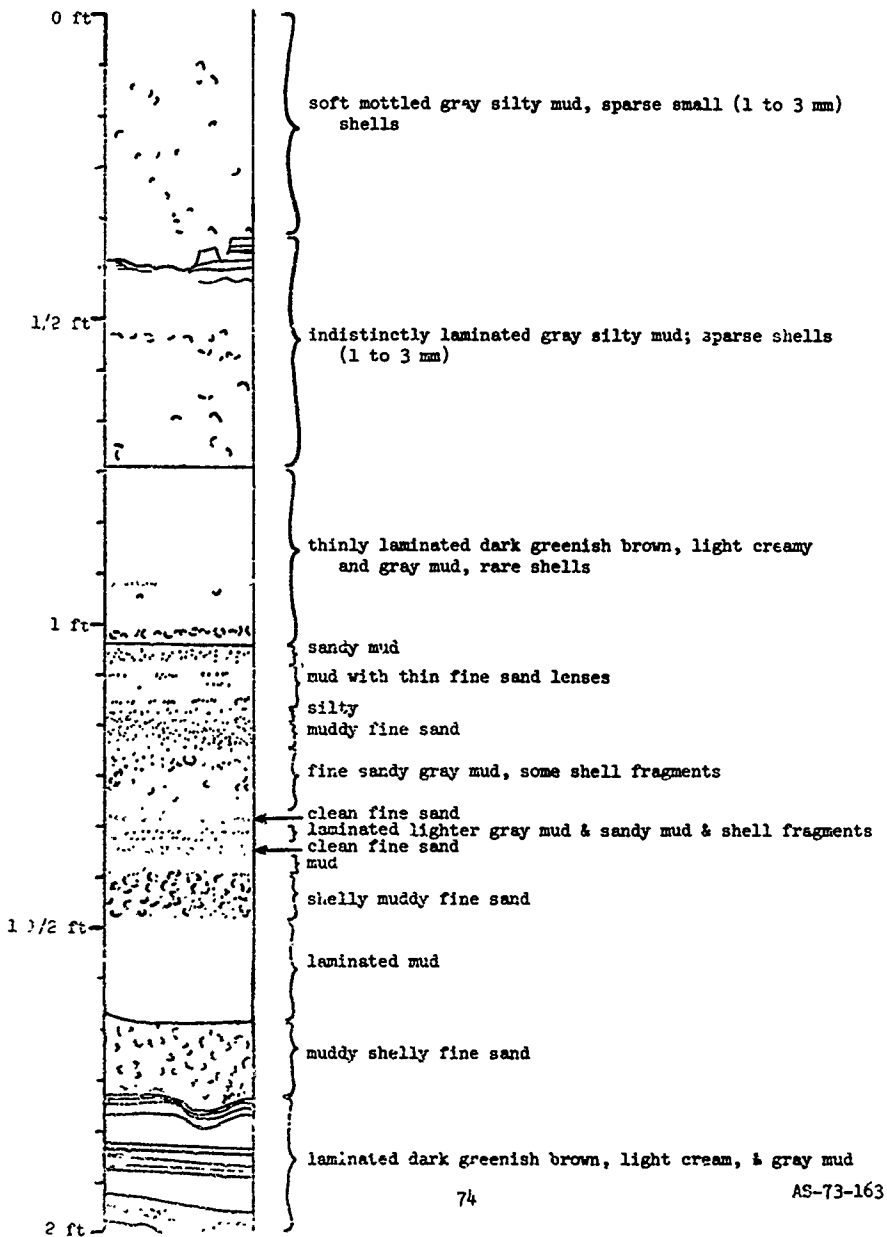 0 ft
soft mottled gray silty mud, sparse small (1 to 3 mm)
shells
1/2 ft
indistinctly laminated gray silty mud; sparse shells
(1 to 3 mm)
thinly laminated dark greenish brown, light creamy
and gray mud, rare shells
1 ft
sandy mud
mud with thin fine sand lenses
silty
muddy fine sand
fine sandy gray mud, some shell fragments
clean fine sand
laminated lighter gray mud & sandy mud & shell fragments
clean fine sand
mud
shelly muddy fine sand
1 1/2 ft
laminated mud
muddy shelly fine sand
laminated dark greenish brown, light cream, & gray mud
74
AS-73-163
2 ft